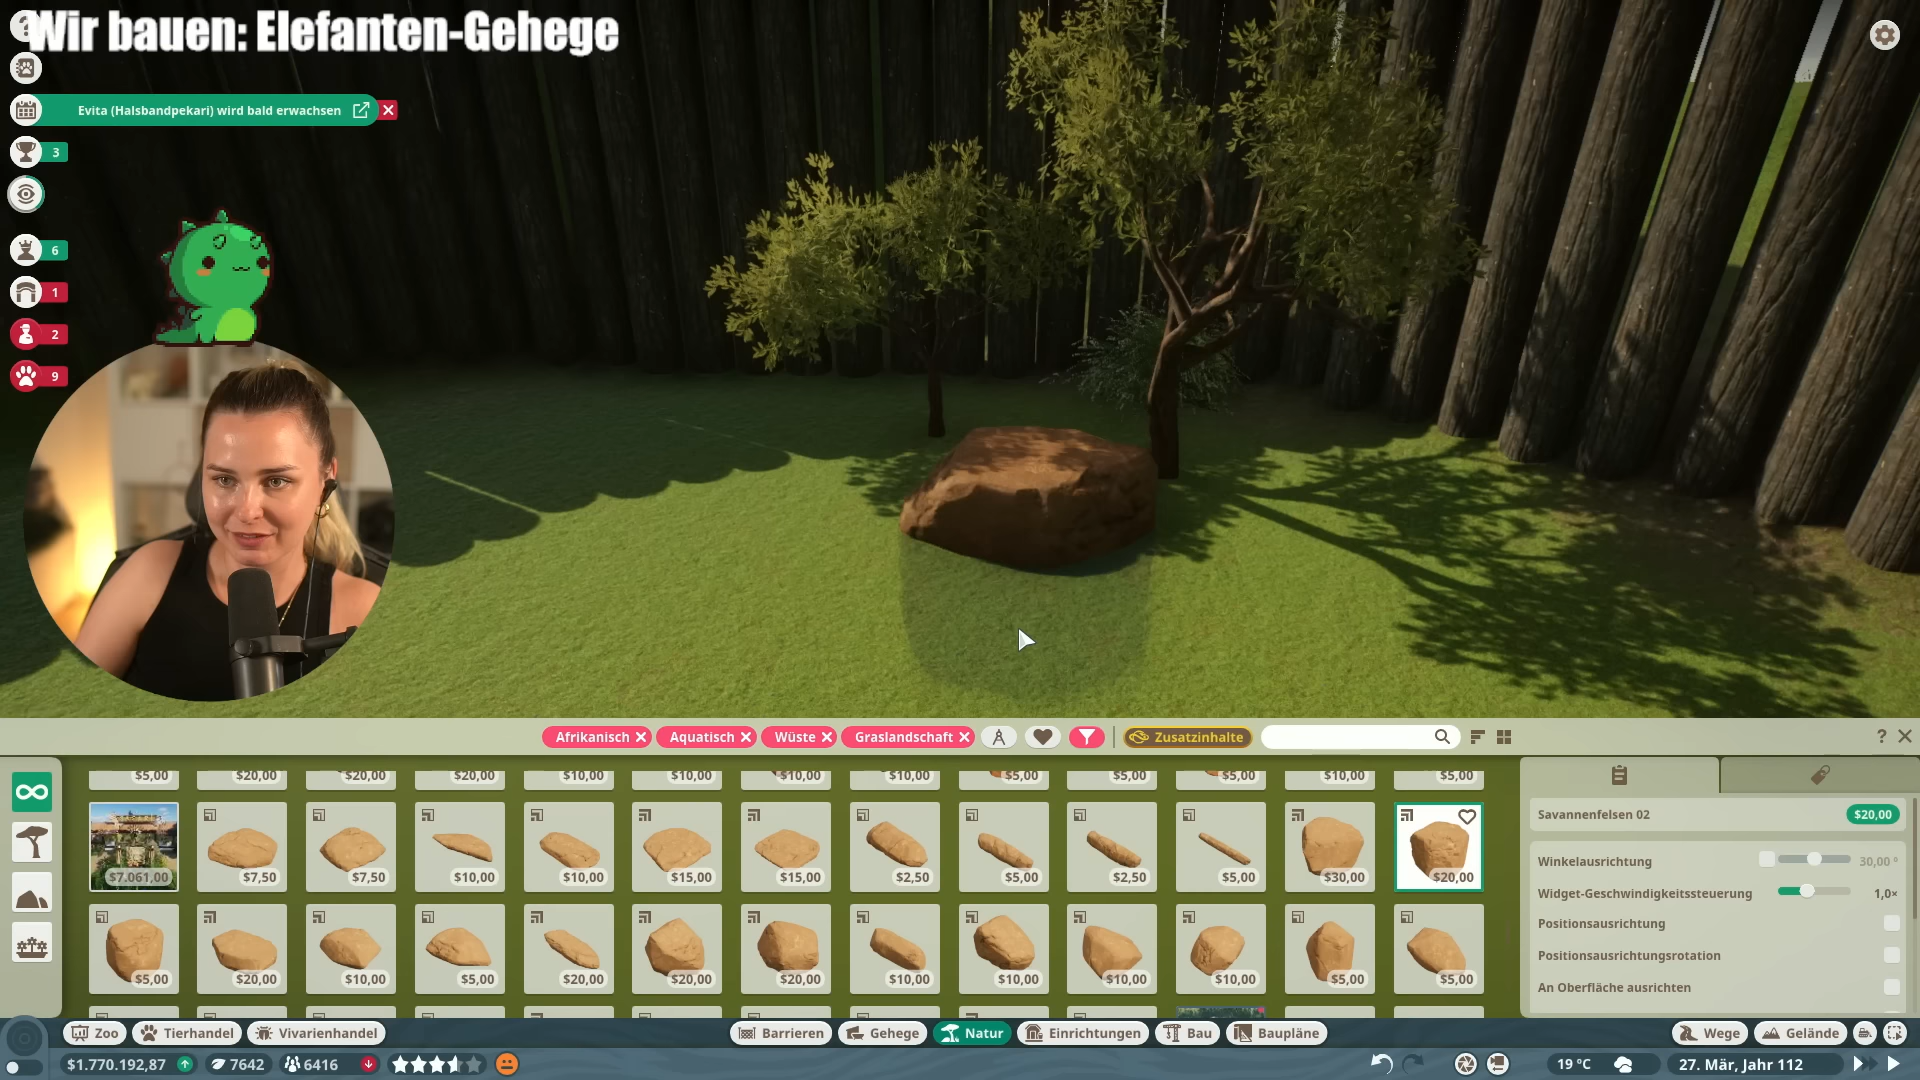 Wir bauen: Elefanten-Gehege
Evita (Halsbandpekari) wird bald erwachsen
3
6
1
2
9
Afrikanisch
Aquatisch
Wüste
Graslandschaft
Zusatzinhalte
?
$5,00 $20,00 $20,00 $20,00 $10,00 $10,00 $10,00 $10,00 $5,00 $5,00 $5,00 $10,00 $5,00
$7.061,00 $7,50 $7,50 $10,00 $10,00 $15,00 $15,00 $2,50 $5,00 $2,50 $5,00 $30,00 $20,00
$5,00 $20,00 $10,00 $5,00 $20,00 $20,00 $20,00 $10,00 $10,00 $10,00 $10,00 $5,00 $5,00
Savannenfelsen 02 $20,00
Winkelausrichtung 30,00 °
Widget-Geschwindigkeitssteuerung 1,0×
Positionsausrichtung
Positionsausrichtungsrotation
An Oberfläche ausrichten
Zoo
Tierhandel
Vivarienhandel
Barrieren
Gehege
Natur
Einrichtungen
Bau
Baupläne
Wege
Gelände
$1.770.192,87
7642
6416
19 °C
27. Mär, Jahr 112